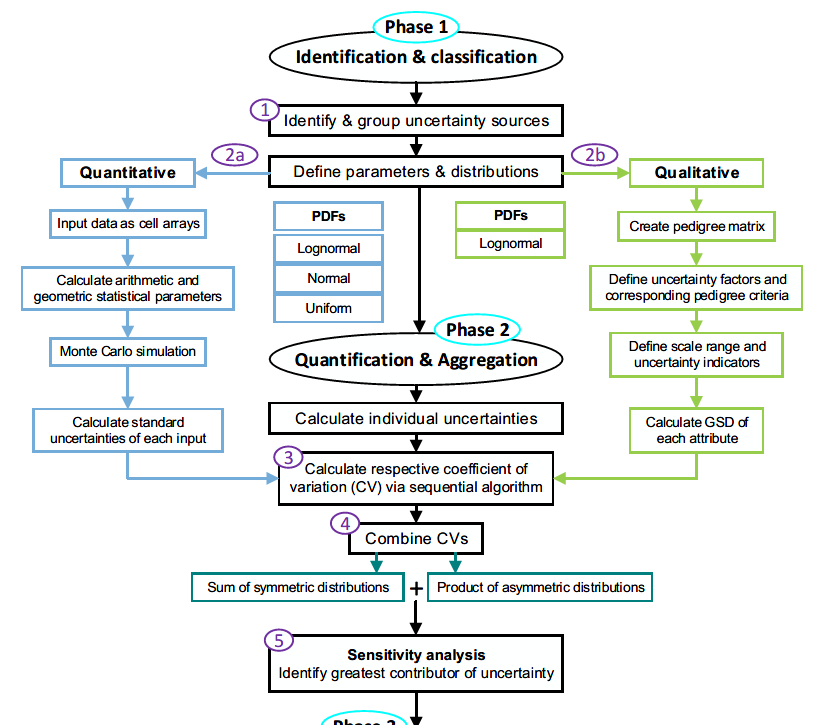 Phase 1
Identification & classification
1
Identify & group uncertainty sources
2a
2b
Quantitative
Define parameters & distributions
Qualitative
Input data as cell arrays
PDFs
Lognormal
Normal
Uniform
PDFs
Lognormal
Create pedigree matrix
Calculate arithmetic and
geometric statistical parameters
Define uncertainty factors and
corresponding pedigree criteria
Monte Carlo simulation
Phase 2
Quantification & Aggregation
Define scale range and
uncertainty indicators
Calculate standard
uncertainties of each input
Calculate individual uncertainties
Calculate GSD of
each attribute
3
Calculate respective coefficient of
variation (CV) via sequential algorithm
4
Combine CVs
Sum of symmetric distributions
+
Product of asymmetric distributions
5
Sensitivity analysis
Identify greatest contributor of uncertainty
Phase 3